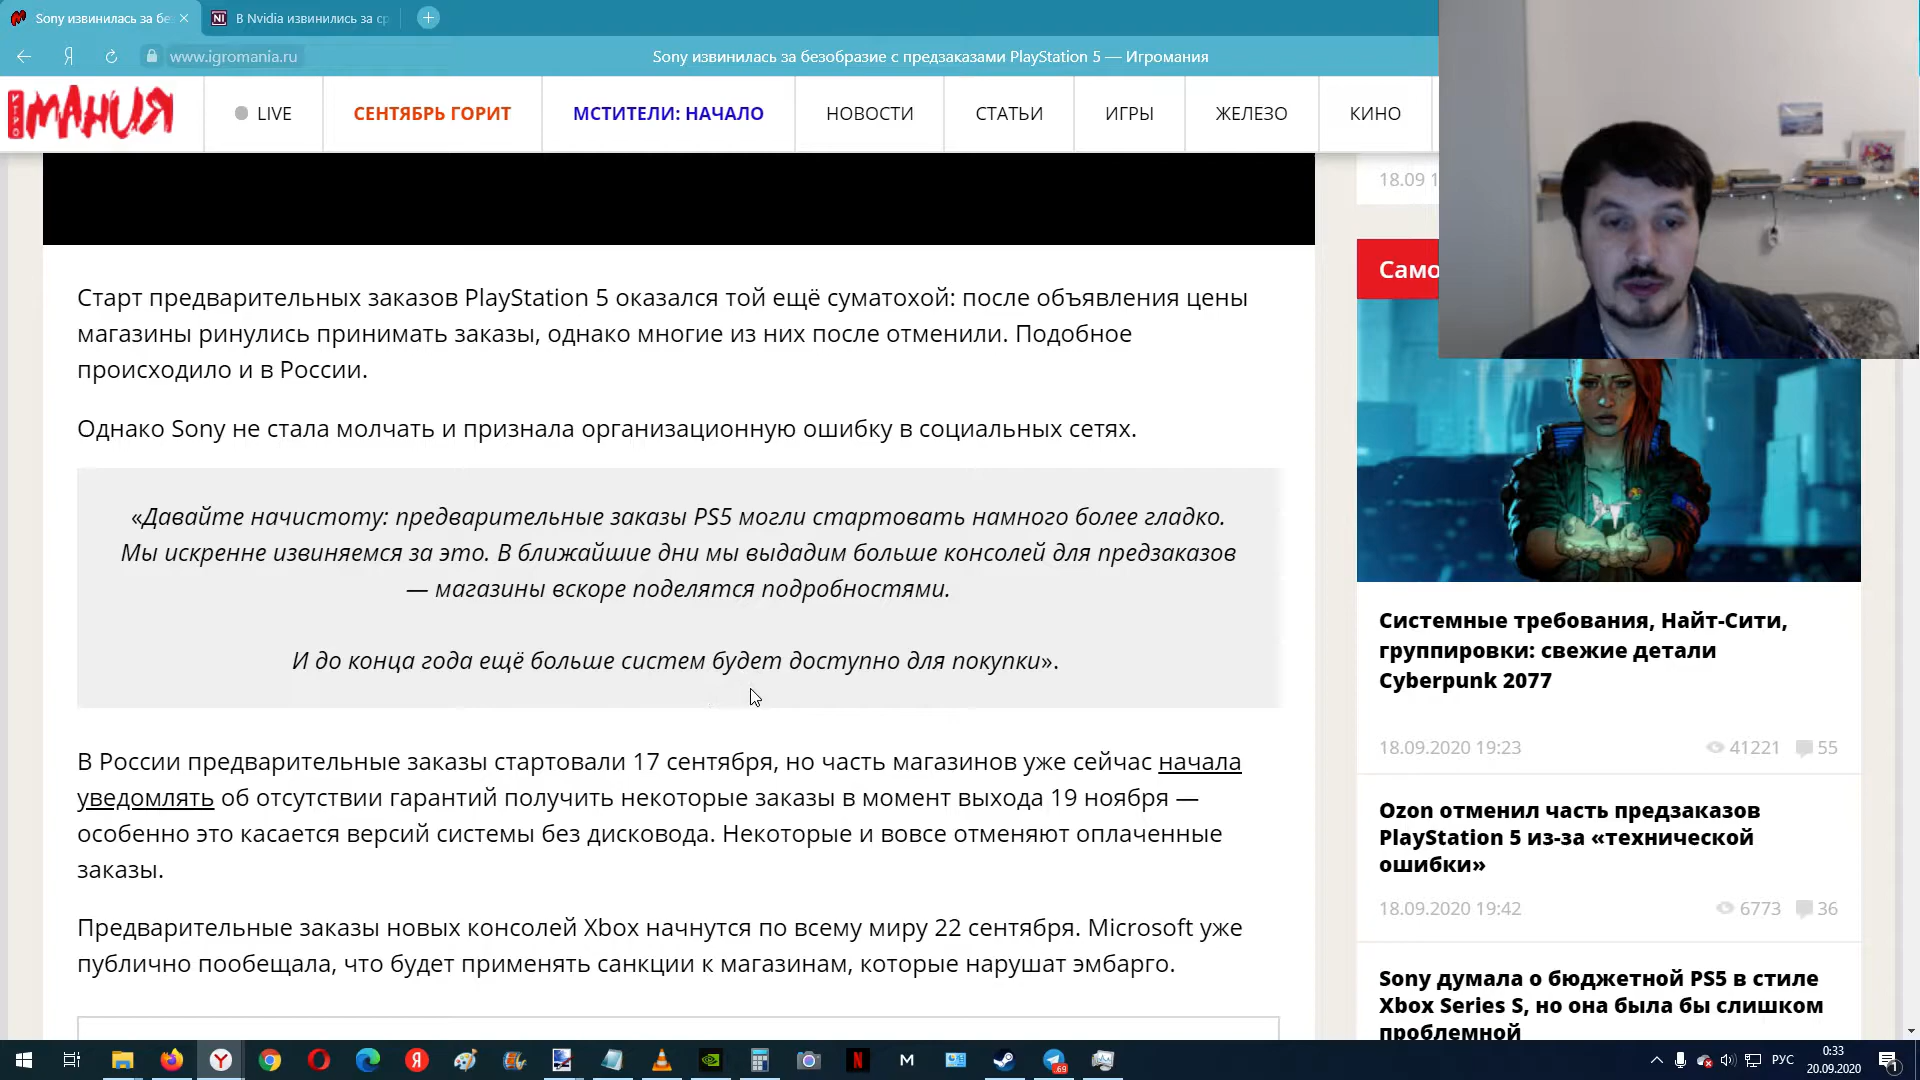 Sony извинилась за бе
В Nvidia извинились за ср
www.igromania.ru
Sony извинилась за безобразие с предзаказами PlayStation 5 — Игромания
ИГРО
МАНИЯ
LIVE
СЕНТЯБРЬ ГОРИТ
МСТИТЕЛИ: НАЧАЛО
НОВОСТИ
СТАТЬИ
ИГРЫ
ЖЕЛЕЗО
КИНО
Старт предварительных заказов PlayStation 5 оказался той ещё суматохой: после объявления цены
магазины ринулись принимать заказы, однако многие из них после отменили. Подобное
происходило и в России.
Однако Sony не стала молчать и признала организационную ошибку в социальных сетях.
«Давайте начистоту: предварительные заказы PS5 могли стартовать намного более гладко.
Мы искренне извиняемся за это. В ближайшие дни мы выдадим больше консолей для предзаказов
— магазины вскоре поделятся подробностями.
И до конца года ещё больше систем будет доступно для покупки».
В России предварительные заказы стартовали 17 сентября, но часть магазинов уже сейчас начала
уведомлять об отсутствии гарантий получить некоторые заказы в момент выхода 19 ноября —
особенно это касается версий системы без дисковода. Некоторые и вовсе отменяют оплаченные
заказы.
Предварительные заказы новых консолей Xbox начнутся по всему миру 22 сентября. Microsoft уже
публично пообещала, что будет применять санкции к магазинам, которые нарушат эмбарго.
18.09 1
Само
Системные требования, Найт-Сити,
группировки: свежие детали
Cyberpunk 2077
18.09.2020 19:23
41221
55
Ozon отменил часть предзаказов
PlayStation 5 из-за «технической
ошибки»
18.09.2020 19:42
6773
36
Sony думала о бюджетной PS5 в стиле
Xbox Series S, но она была бы слишком
проблемной
РУС
0:33
20.09.2020